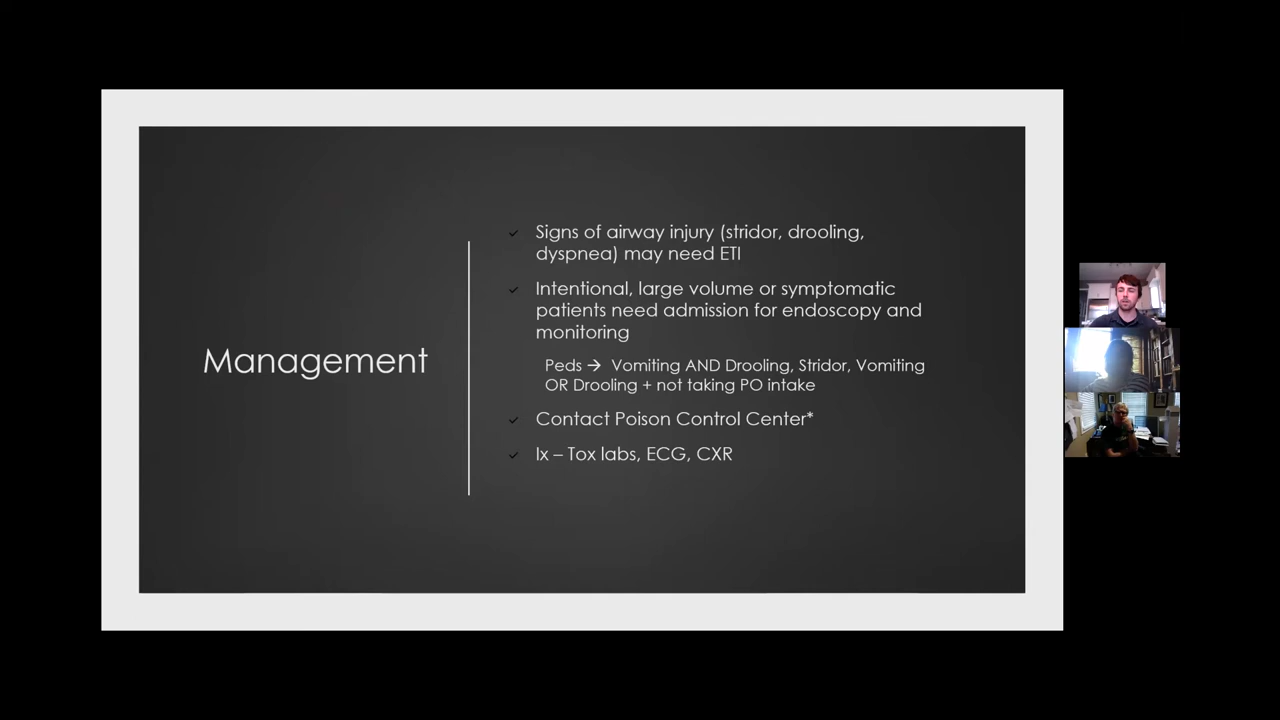 Management
Signs of airway injury (stridor, drooling,
dyspnea) may need ETI
Intentional, large volume or symptomatic
patients need admission for endoscopy and
monitoring
Peds → Vomiting AND Drooling, Stridor, Vomiting
OR Drooling + not taking PO intake
Contact Poison Control Center*
Ix – Tox labs, ECG, CXR